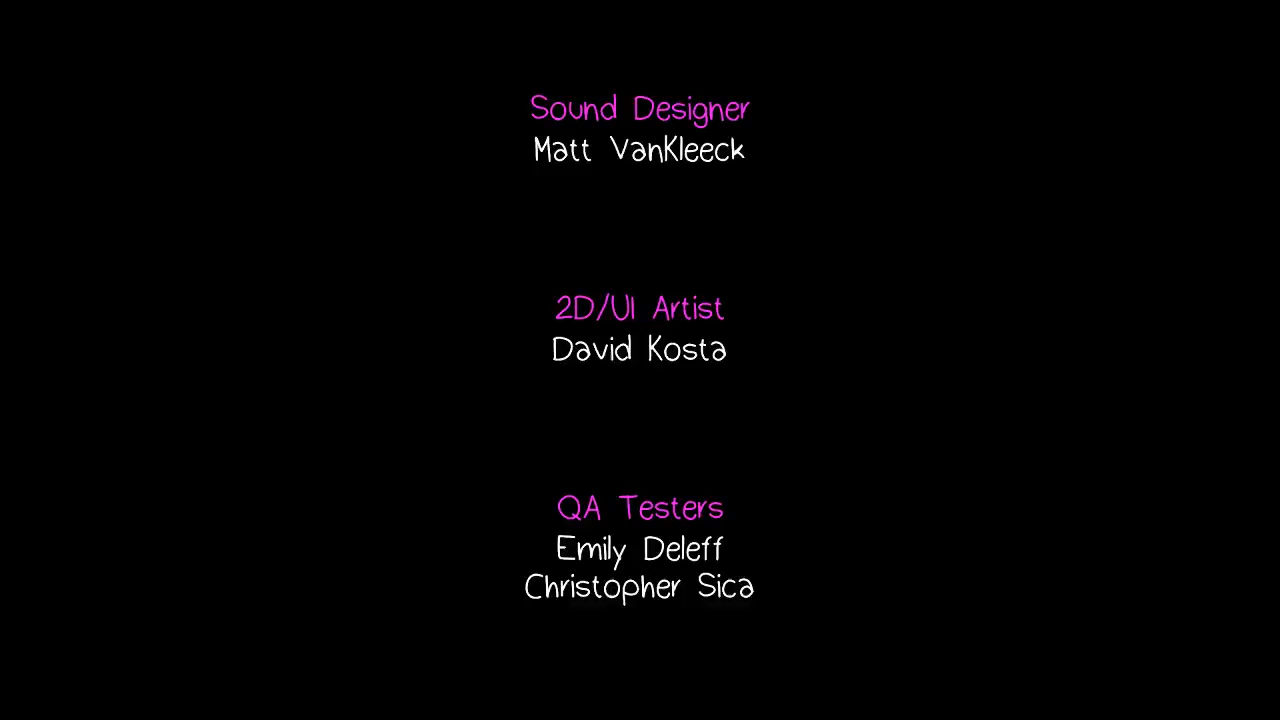 Sound Designer
Matt VanKleeck
2D/UI Artist
David Kosta
QA Testers
Emily Deleff
Christopher Sica